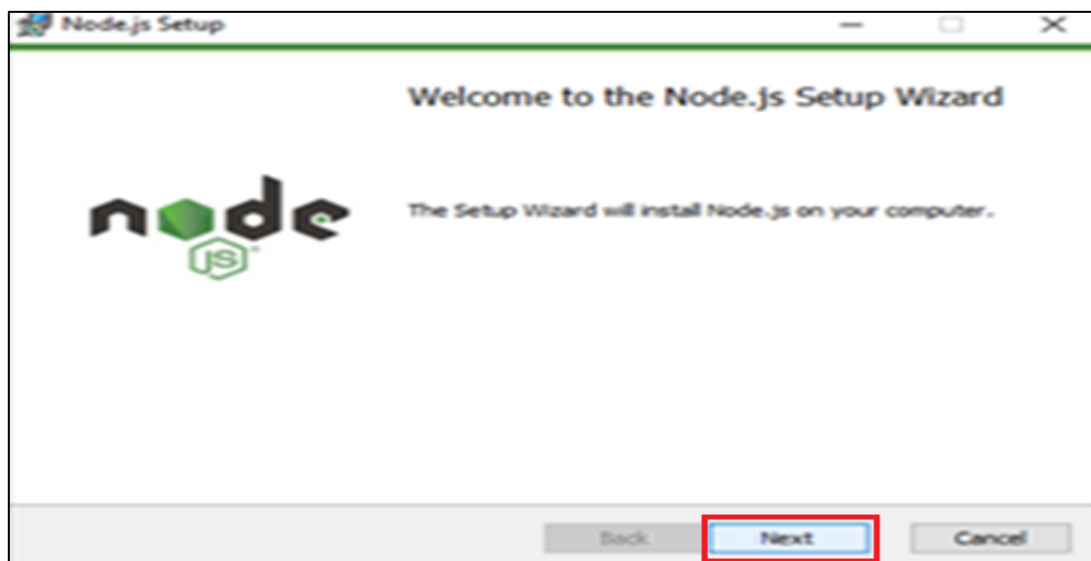 Node.js Setup
Welcome to the Node.js Setup Wizard
node
JS
The Setup Wizard will install Node.js on your computer.
Back
Next
Cancel